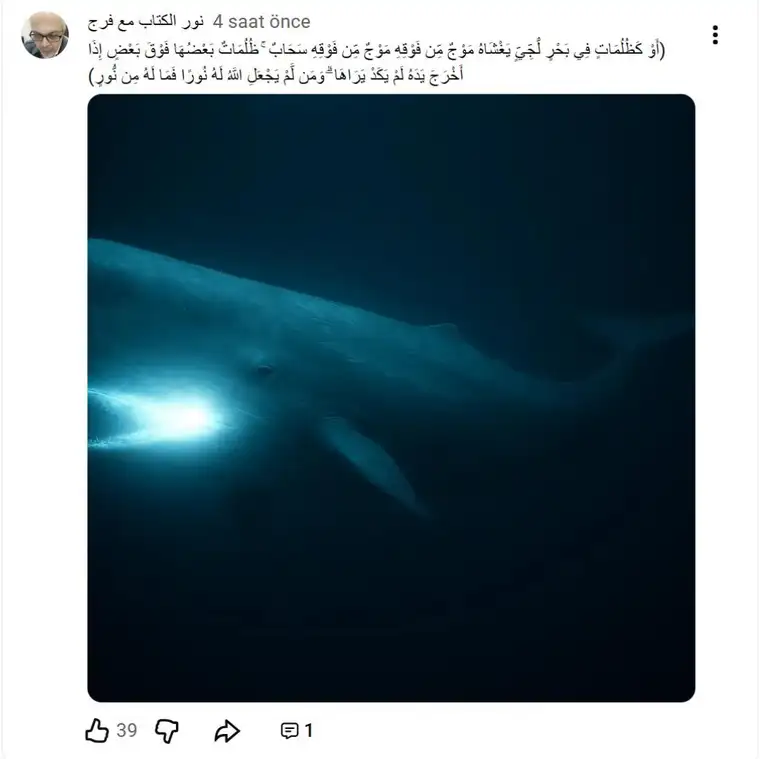 نور الكتاب مع فرج 4 saat önce
(أَوْ كَظُلُمَاتٍ فِي بَحْرٍ لُّجِّيٍّ يَغْشَاهُ مَوْجٌ مِّن فَوْقِهِ مَوْجٌ مِّن فَوْقِهِ سَحَابٌ ۚ ظُلُمَاتٌ بَعْضُهَا فَوْقَ بَعْضٍ إِذَا
أَخْرَجَ يَدَهُ لَمْ يَكَدْ يَرَاهَا ۗ وَمَن لَّمْ يَجْعَلِ اللَّهُ لَهُ نُورًا فَمَا لَهُ مِن نُّورٍ)
39 1